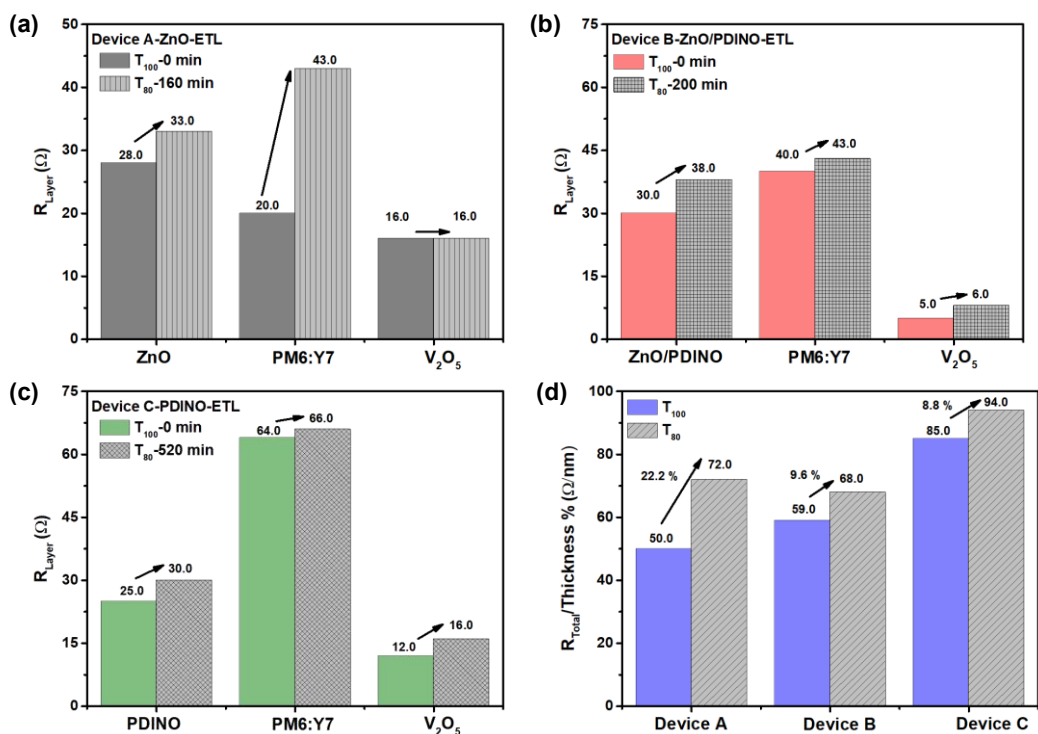 (a)
Device A-ZnO-ETL
T₁₀₀-0 min
T₈₀-160 min
R_Layer (Ω)
50
40
30
20
10
0
28.0
33.0
20.0
43.0
16.0
16.0
ZnO
PM6:Y7
V₂O₅
(b)
Device B-ZnO/PDINO-ETL
T₁₀₀-0 min
T₈₀-200 min
R_Layer (Ω)
75
60
45
30
15
0
30.0
38.0
40.0
43.0
5.0
6.0
ZnO/PDINO
PM6:Y7
V₂O₅
(c)
Device C-PDINO-ETL
T₁₀₀-0 min
T₈₀-520 min
R_Layer (Ω)
75
60
45
30
15
0
25.0
30.0
64.0
66.0
12.0
16.0
PDINO
PM6:Y7
V₂O₅
(d)
T₁₀₀
T₈₀
R_Total/Thickness % (Ω/nm)
100
80
60
40
20
0
22.2 %
50.0
72.0
9.6 %
59.0
68.0
8.8 %
85.0
94.0
Device A
Device B
Device C